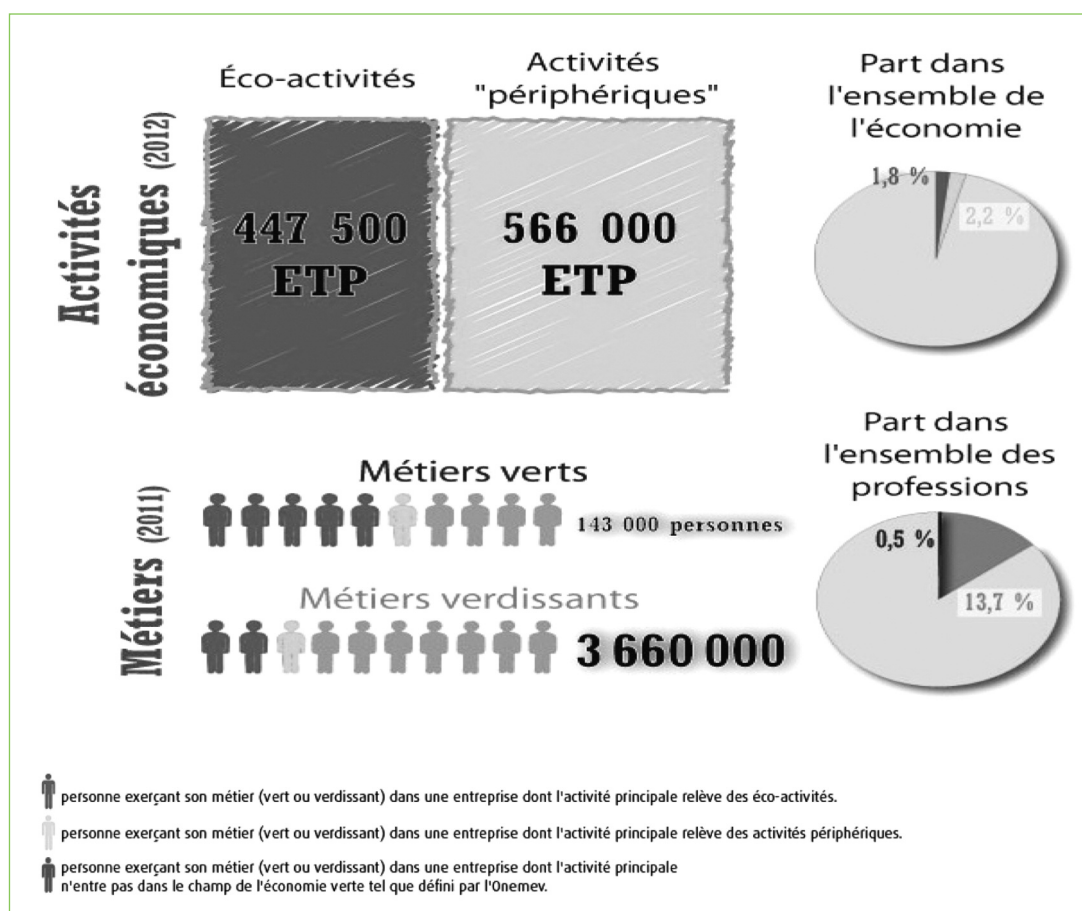 Éco-activités
Activités
"périphériques"
Part dans
l'ensemble de
l'économie
Activités
économiques (2012)
447 500
ETP
566 000
ETP
1,8 %
2,2 %
Part dans
l'ensemble des
professions
Métiers (2011)
Métiers verts
143 000 personnes
0,5 %
13,7 %
Métiers verdissants
3 660 000
personne exerçant son métier (vert ou verdissant) dans une entreprise dont l'activité principale relève des éco-activités.
personne exerçant son métier (vert ou verdissant) dans une entreprise dont l'activité principale relève des activités périphériques.
personne exerçant son métier (vert ou verdissant) dans une entreprise dont l'activité principale
n'entre pas dans le champ de l'économie verte tel que défini par l'Onemev.